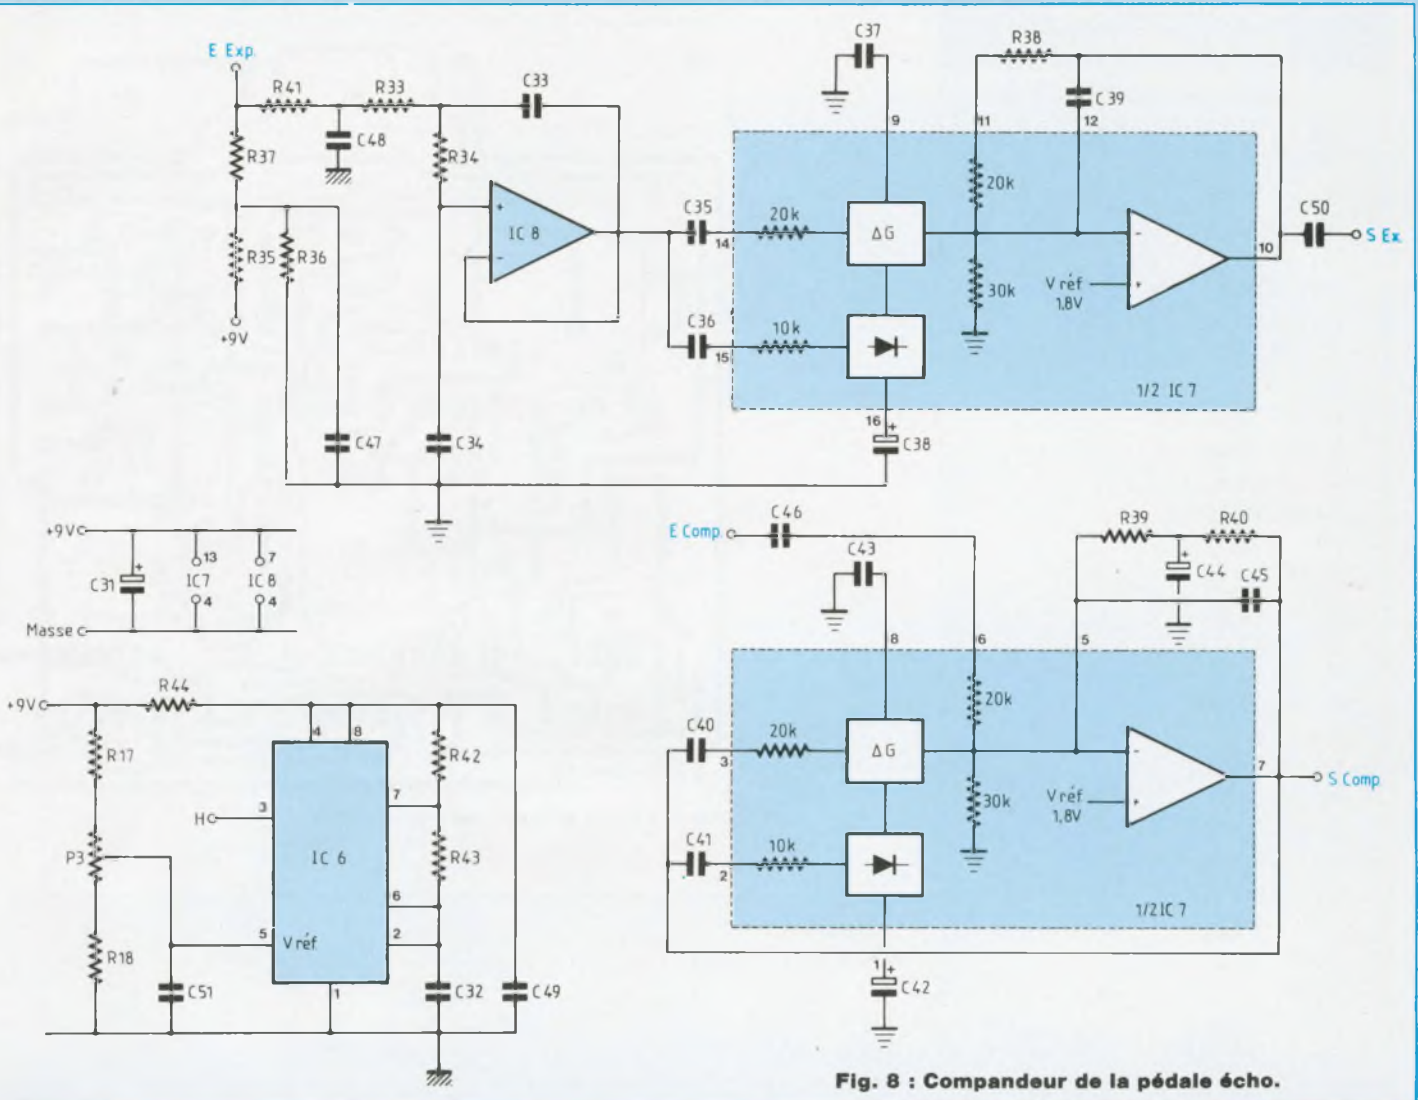 E Exp.
R41
R33
C33
C37
R38
C39
R37
C48
R34
9
11
12
20k
+
IC 8
-
C35
20k
14
ΔG
-
10
C50
S Ex.
R35
R36
30k
V réf
1,8V
+
+9V
C36
10k
15
1/2 IC 7
16
+
C38
C47
C34
+9V
+
C31
13
IC7
4
7
IC 8
4
Masse
E Comp.
C46
C43
R39
R40
+
C44
C45
8
6
5
20k
C40
20k
3
ΔG
-
7
S Comp
30k
V réf
1,8V
+
C41
10k
2
1/2 IC 7
1
+
C42
+9V
R44
R17
4
8
R42
7
3
H
IC 6
R43
P3
6
5
V réf
2
R18
C51
1
C32
C49
Fig. 8 : Compandeur de la pédale écho.